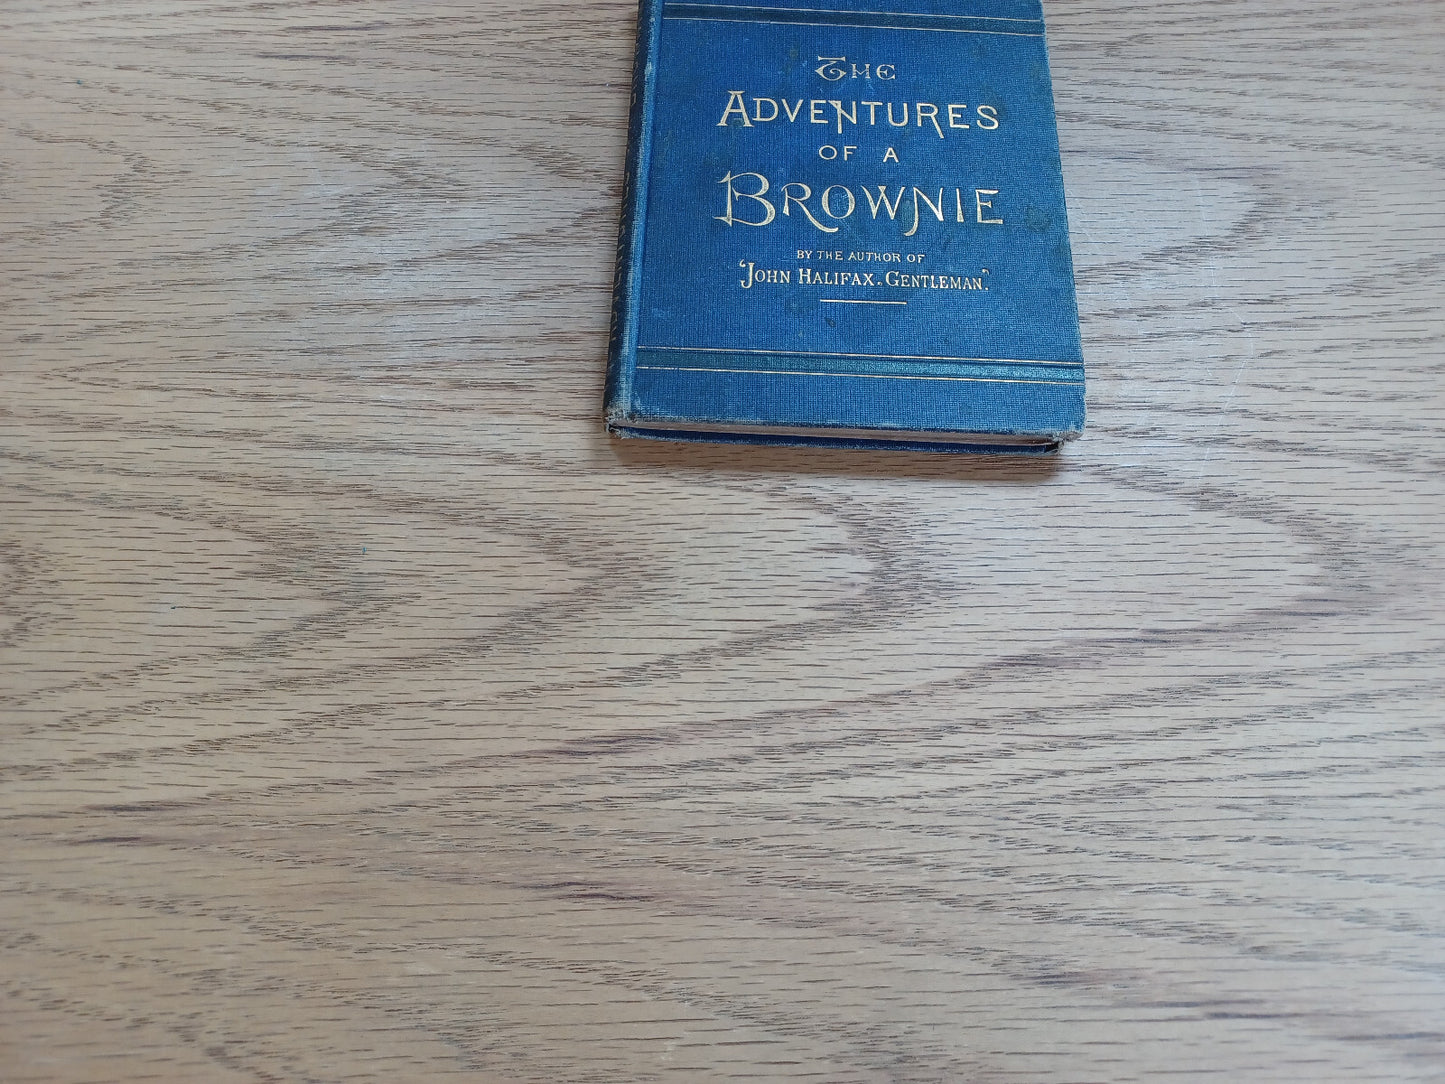 THE
ADVENTURES
OF A
BROWNIE
BY THE AUTHOR OF
"JOHN HALIFAX, GENTLEMAN".